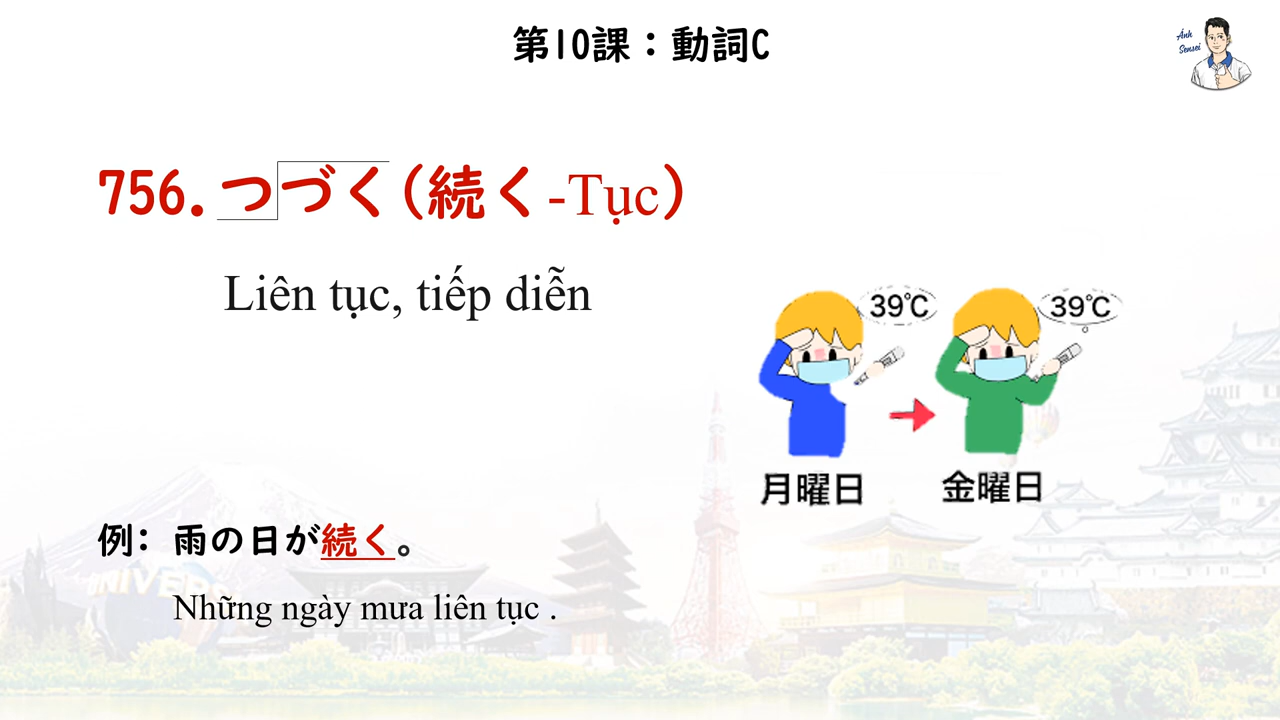 第10課：動詞C
Ánh
Sensei
756.つづく(続く-Tục)
Liên tục, tiếp diễn
39℃
39℃
月曜日
金曜日
例: 雨の日が続く。
Những ngày mưa liên tục .
UNIVER